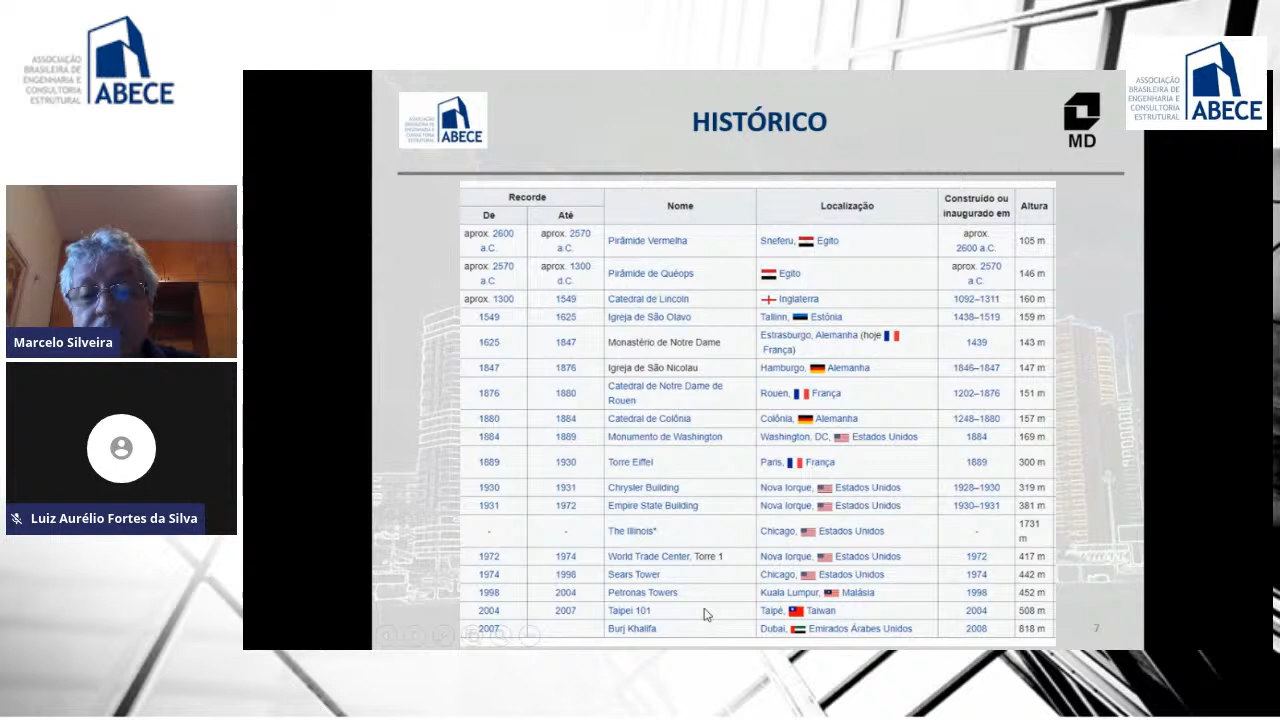 ASSOCIAÇÃO
BRASILEIRA DE
ENGENHARIA E
CONSULTORIA
ESTRUTURAL
ABECE
ASSOCIAÇÃO
BRASILEIRA DE
ENGENHARIA E
CONSULTORIA
ESTRUTURAL
ABECE
ASSOCIAÇÃO
BRASILEIRA DE
ENGENHARIA E
CONSULTORIA
ESTRUTURAL
ABECE
HISTÓRICO
MD
Recorde
De Até Nome Localização Construído ou inaugurado em Altura
aprox. 2600 a.C. aprox. 2570 a.C. Pirâmide Vermelha Sneferu, Egito aprox. 2600 a.C. 105 m
aprox. 2570 a.C. aprox. 1300 d.C. Pirâmide de Quéops Egito aprox. 2570 a.C. 146 m
aprox. 1300 1549 Catedral de Lincoln Inglaterra 1092–1311 160 m
1549 1625 Igreja de São Olavo Tallinn, Estónia 1438–1519 159 m
1625 1847 Monastério de Notre Dame Estrasburgo, Alemanha (hoje França) 1439 143 m
1847 1876 Igreja de São Nicolau Hamburgo, Alemanha 1846–1847 147 m
1876 1880 Catedral de Notre Dame de Rouen Rouen, França 1202–1876 151 m
1880 1884 Catedral de Colônia Colônia, Alemanha 1248–1880 157 m
1884 1889 Monumento de Washington Washington, DC, Estados Unidos 1884 169 m
1889 1930 Torre Eiffel Paris, França 1889 300 m
1930 1931 Chrysler Building Nova Iorque, Estados Unidos 1928–1930 319 m
1931 1972 Empire State Building Nova Iorque, Estados Unidos 1930–1931 381 m
- - The Illinois* Chicago, Estados Unidos - 1731 m
1972 1974 World Trade Center, Torre 1 Nova Iorque, Estados Unidos 1972 417 m
1974 1998 Sears Tower Chicago, Estados Unidos 1974 442 m
1998 2004 Petronas Towers Kuala Lumpur, Malásia 1998 452 m
2004 2007 Taipei 101 Taipé, Taiwan 2004 508 m
2007 Burj Khalifa Dubai, Emirados Árabes Unidos 2008 818 m
7
Marcelo Silveira
Luiz Aurélio Fortes da Silva